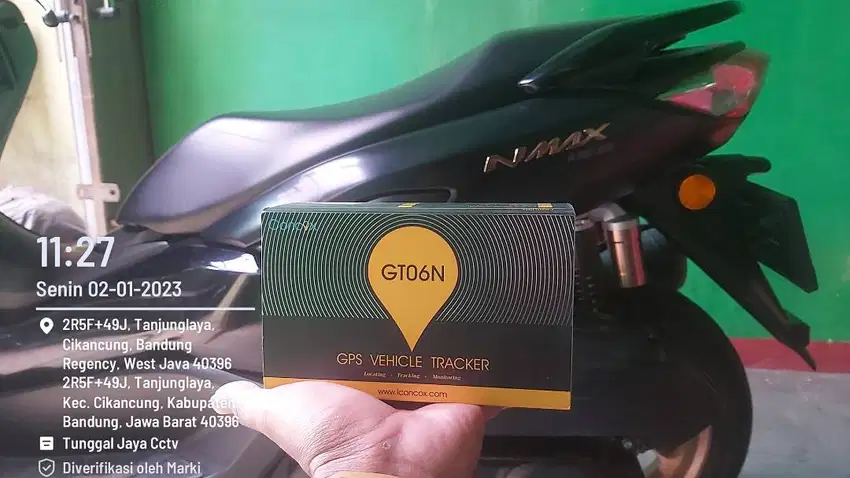 NMAX
Concox
GT06N
GPS VEHICLE TRACKER
Locating - Tracking - Monitoring
www.iconcox.com
11:27
Senin 02-01-2023
2R5F+49J, Tanjunglaya,
Cikancung, Bandung
Regency, West Java 40396
2R5F+49J, Tanjunglaya,
Kec. Cikancung, Kabupaten
Bandung, Jawa Barat 40396
Tunggal Jaya Cctv
Diverifikasi oleh Marki